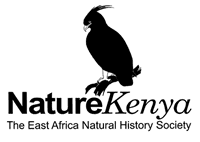 NatureKenya
The East Africa Natural History Society